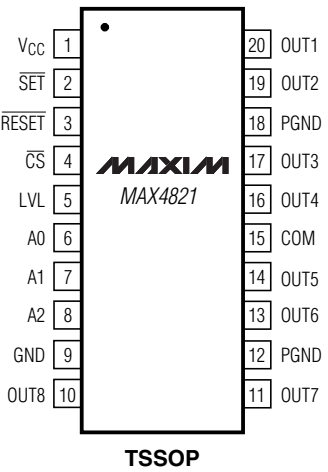 VCC 1 20 OUT1
SET 2 19 OUT2
RESET 3 18 PGND
CS 4 MAXIM 17 OUT3
LVL 5 MAX4821 16 OUT4
A0 6 15 COM
A1 7 14 OUT5
A2 8 13 OUT6
GND 9 12 PGND
OUT8 10 11 OUT7
TSSOP